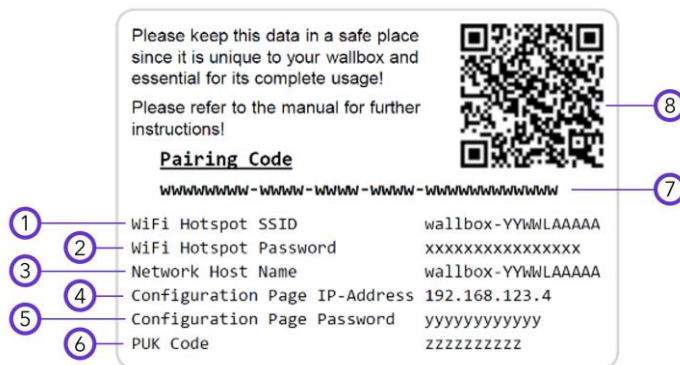 Please keep this data in a safe place
since it is unique to your wallbox and
essential for its complete usage!
Please refer to the manual for further
instructions!
8
Pairing Code
wwwwwwww-wwww-wwww-wwww-wwwwwwwwwwww 7
1 WiFi Hotspot SSID wallbox-YYWWLAAAAA
2 WiFi Hotspot Password xxxxxxxxxxxxxxxx
3 Network Host Name wallbox-YYWWLAAAAA
4 Configuration Page IP-Address 192.168.123.4
5 Configuration Page Password yyyyyyyyyyyy
6 PUK Code zzzzzzzzzz